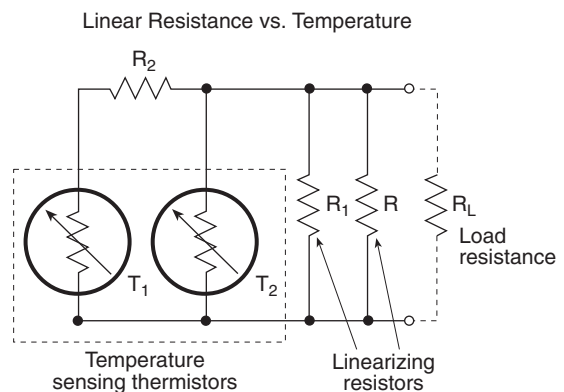 Linear Resistance vs. Temperature
R2
R1
R
RL
Load
resistance
T1
T2
Temperature
sensing thermistors
Linearizing
resistors